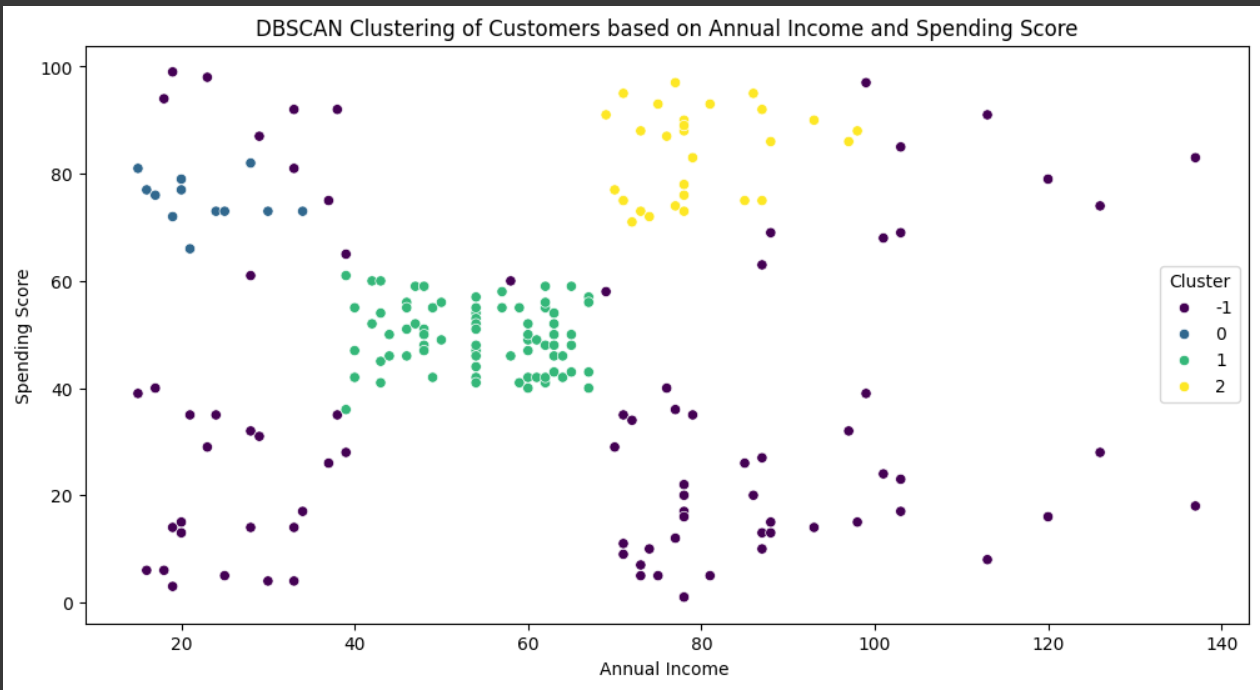 DBSCAN Clustering of Customers based on Annual Income and Spending Score
100
80
60
40
20
0
Spending Score
Cluster
-1
0
1
2
20 40 60 80 100 120 140
Annual Income